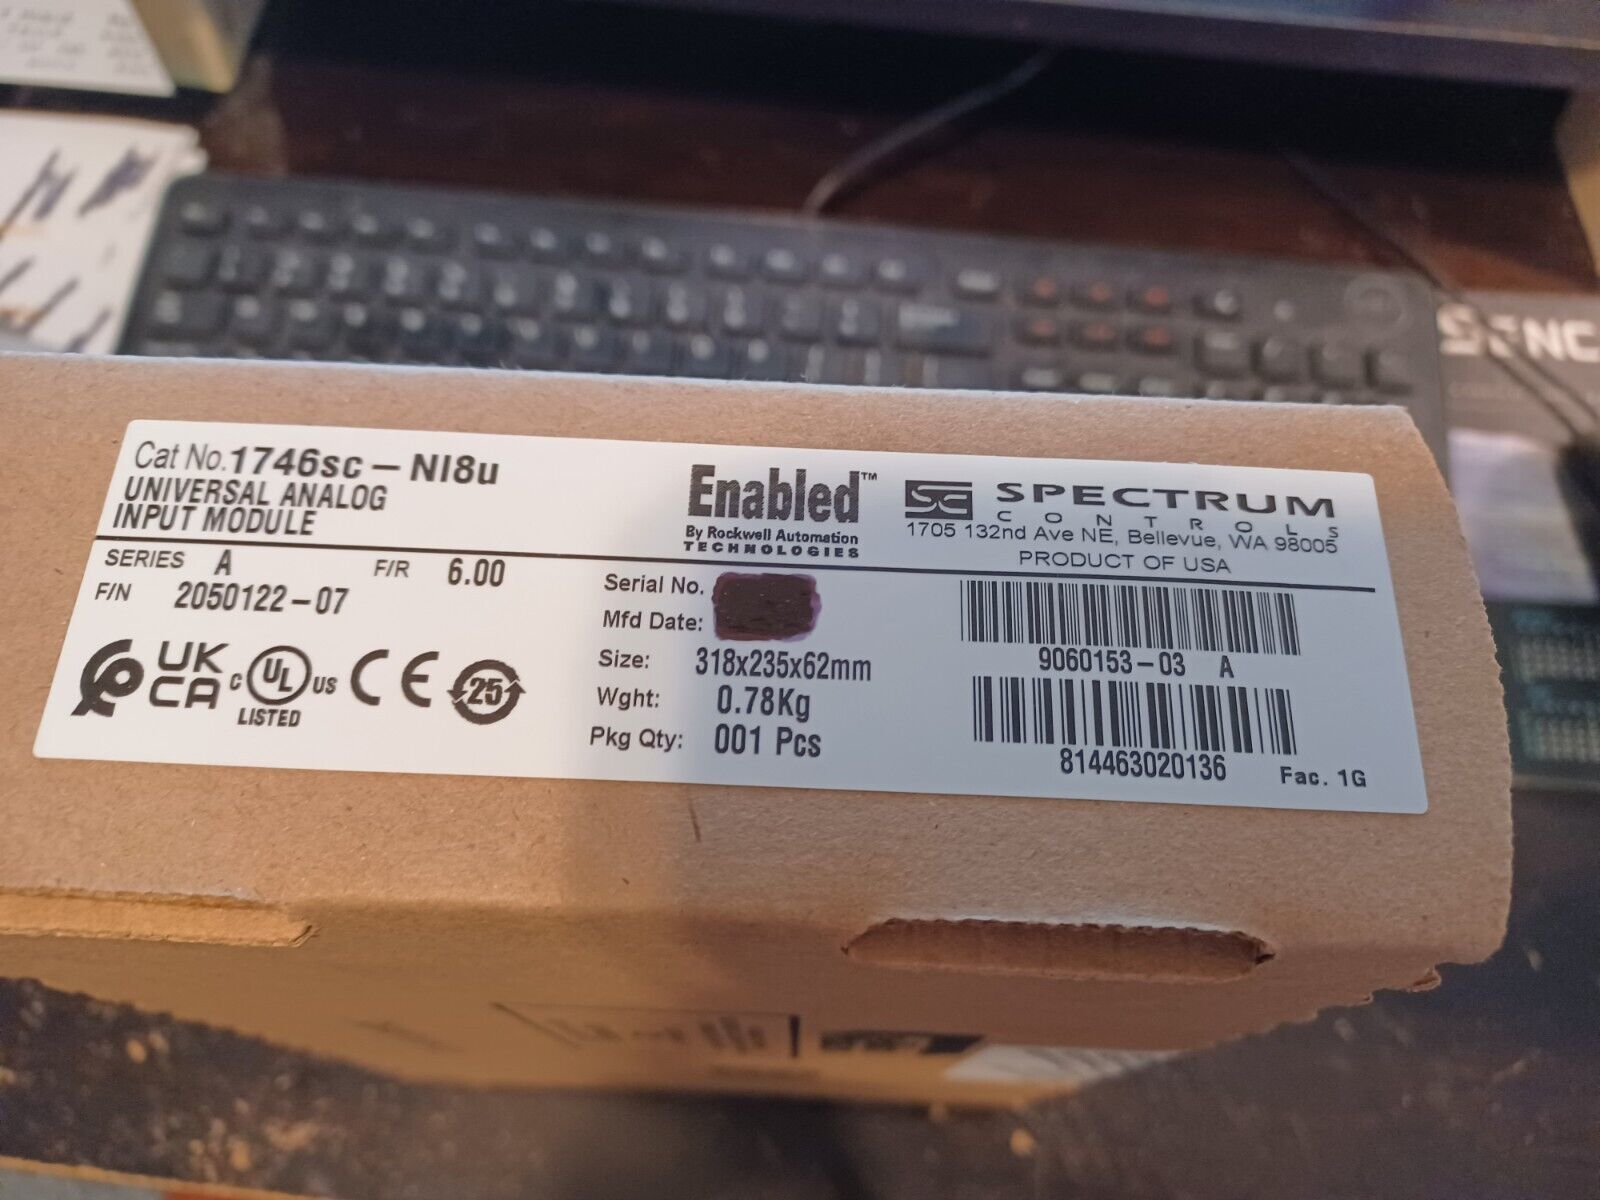 Cat No. 1746sc-NI8u
UNIVERSAL ANALOG
INPUT MODULE
Enabled™
By Rockwell Automation
TECHNOLOGIES
SC SPECTRUM
CONTROLS
1705 132nd Ave NE, Bellevue, WA 98005
PRODUCT OF USA
SERIES A F/R 6.00
F/N 2050122-07
UK
CA
C UL US
LISTED
CE
25
Serial No.
Mfd Date:
Size: 318x235x62mm
Wght: 0.78Kg
Pkg Qty: 001 Pcs
9060153-03 A
814463020136
Fac. 1G